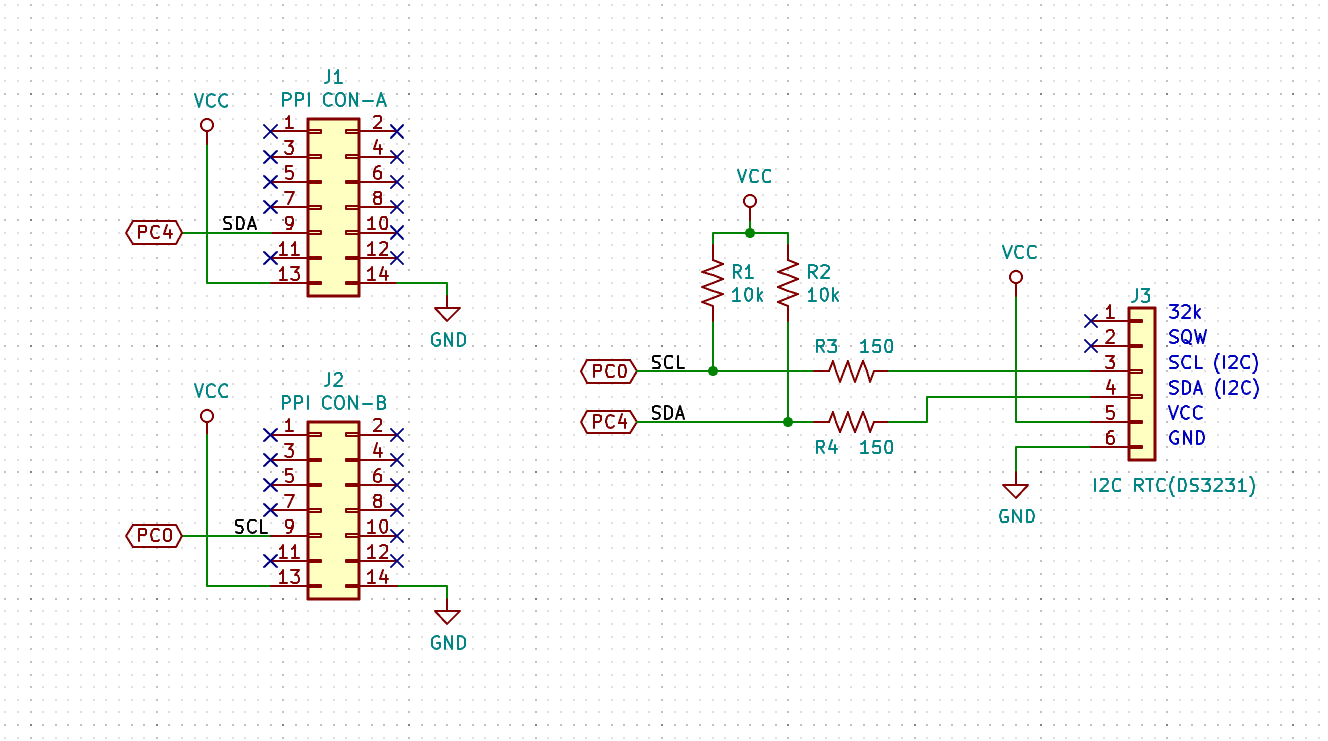 J1
PPI CON-A
VCC
1 2
3 4
5 6
7 8
PC4 SDA 9 10
11 12
13 14
GND
J2
PPI CON-B
VCC
1 2
3 4
5 6
7 8
PC0 SCL 9 10
11 12
13 14
GND
VCC
R1 10k
R2 10k
R3 150
PC0 SCL
PC4 SDA
R4 150
VCC
J3
1 32k
2 SQW
3 SCL (I2C)
4 SDA (I2C)
5 VCC
6 GND
I2C RTC(DS3231)
GND